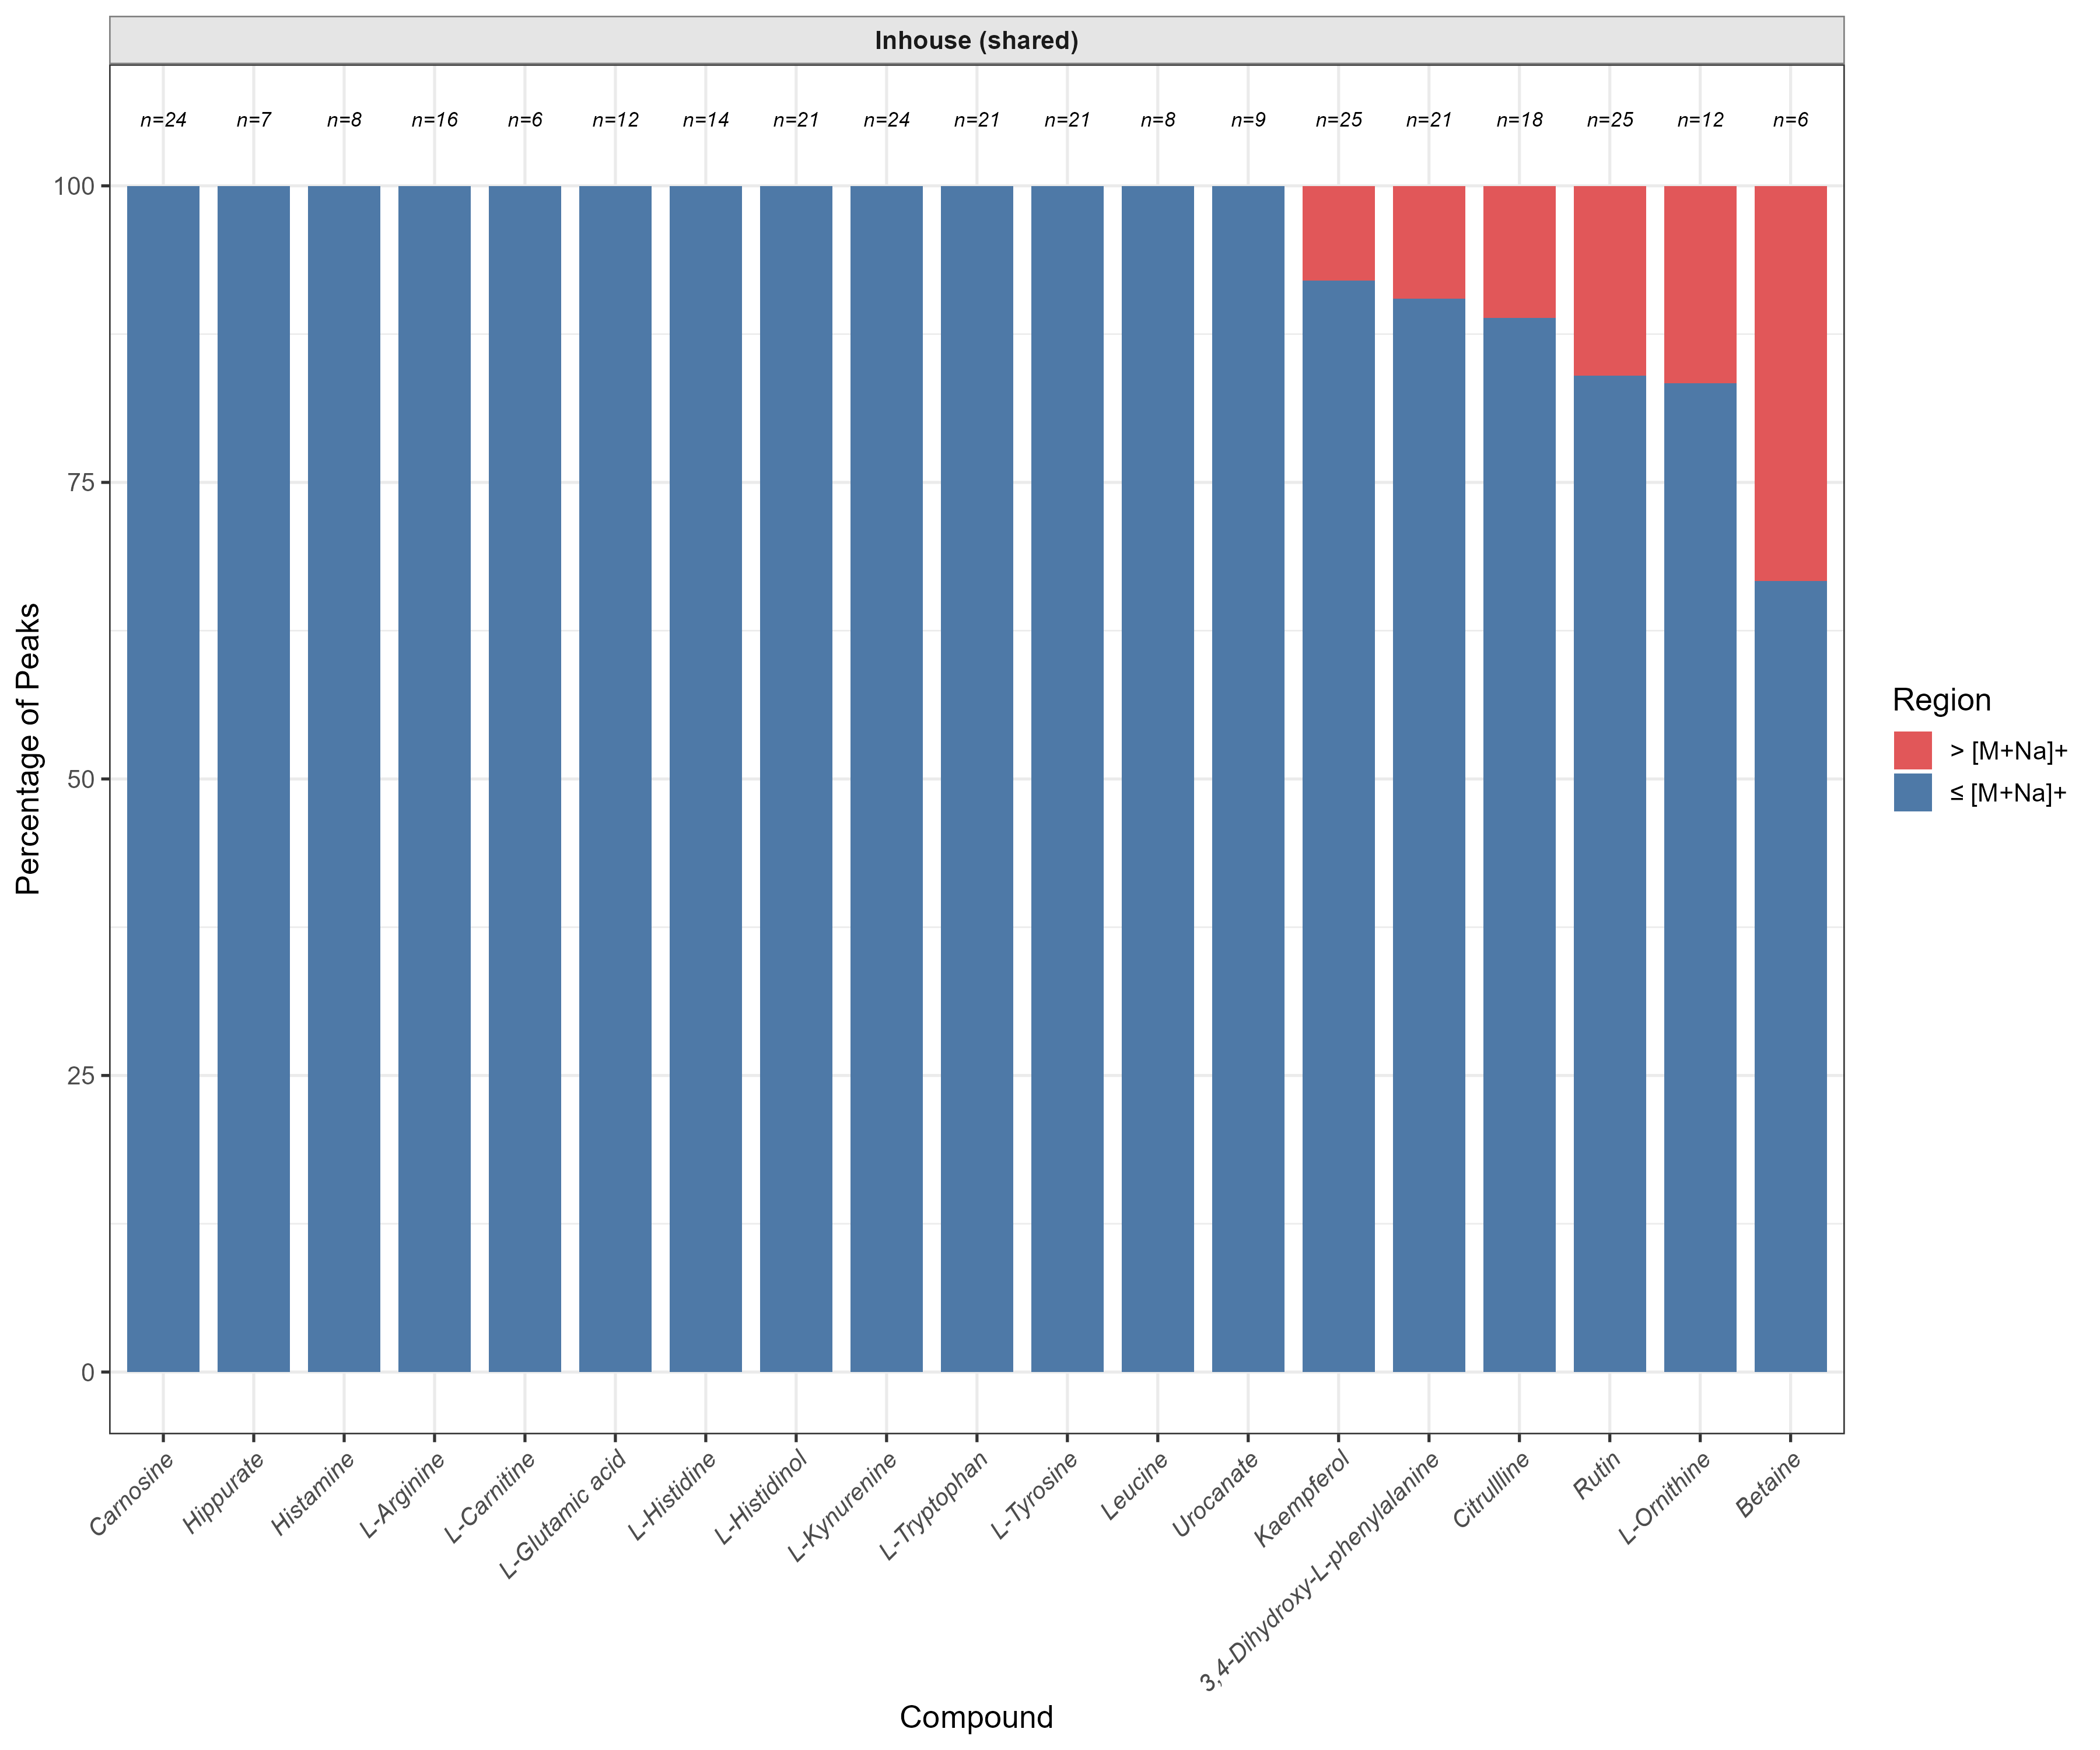 Inhouse (shared)
n=24 n=7 n=8 n=16 n=6 n=12 n=14 n=21 n=24 n=21 n=21 n=8 n=9 n=25 n=21 n=18 n=25 n=12 n=6
100
75
50
25
0
Percentage of Peaks
Carnosine
Hippurate
Histamine
L-Arginine
L-Carnitine
L-Glutamic acid
L-Histidine
L-Histidinol
L-Kynurenine
L-Tryptophan
L-Tyrosine
Leucine
Urocanate
Kaempferol
3,4-Dihydroxy-L-phenylalanine
Citrullline
Rutin
L-Ornithine
Betaine
Compound
Region
> [M+Na]+
≤ [M+Na]+